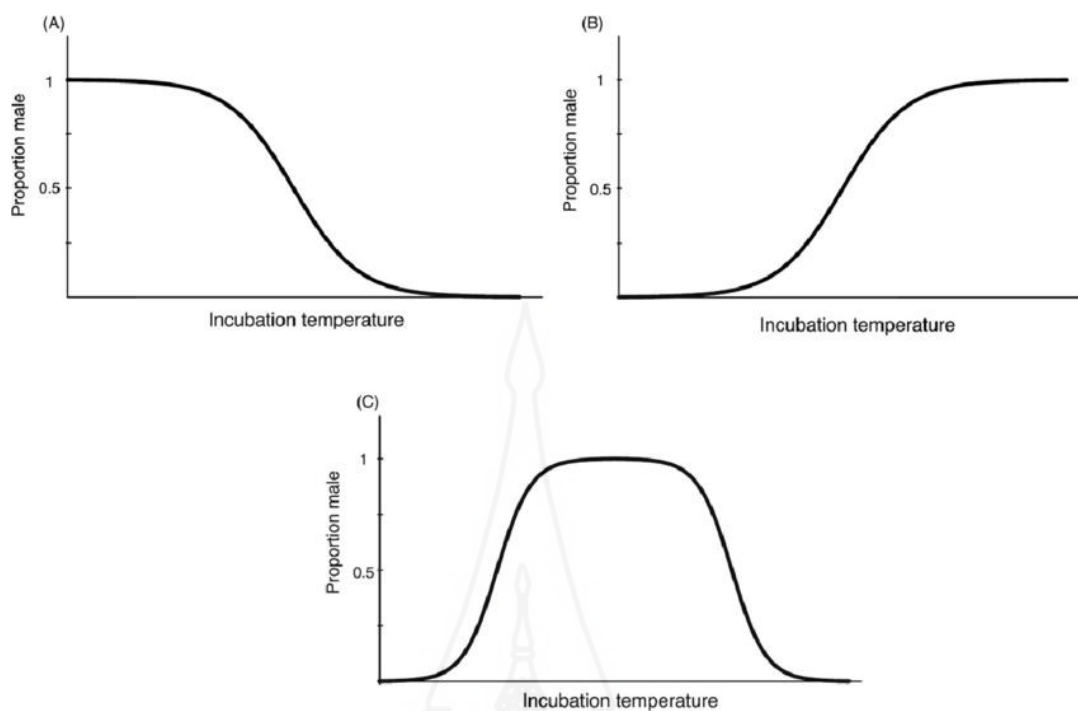 (A)
1
0.5
Proportion male
Incubation temperature
(B)
1
0.5
Proportion male
Incubation temperature
(C)
1
0.5
Proportion male
Incubation temperature